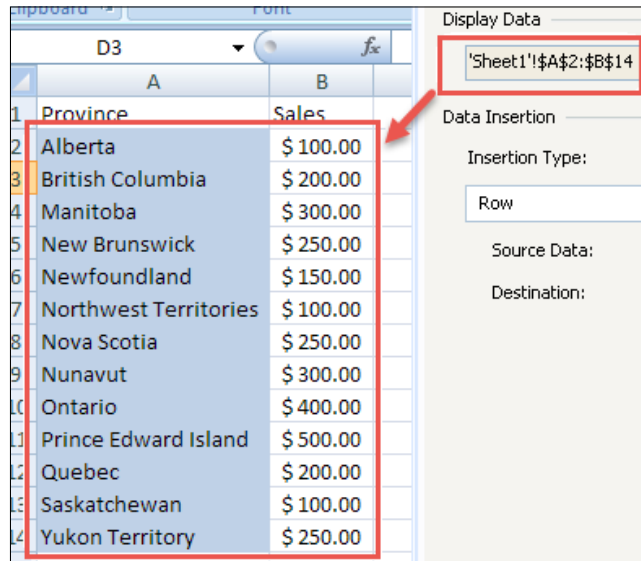 Clipboard
Font
D3
fx
A
B
1 Province Sales
2 Alberta $ 100.00
3 British Columbia $ 200.00
4 Manitoba $ 300.00
5 New Brunswick $ 250.00
6 Newfoundland $ 150.00
7 Northwest Territories $ 100.00
8 Nova Scotia $ 250.00
9 Nunavut $ 300.00
10 Ontario $ 400.00
11 Prince Edward Island $ 500.00
12 Quebec $ 200.00
13 Saskatchewan $ 100.00
14 Yukon Territory $ 250.00
Display Data
'Sheet1'!$A$2:$B$14
Data Insertion
Insertion Type:
Row
Source Data:
Destination: